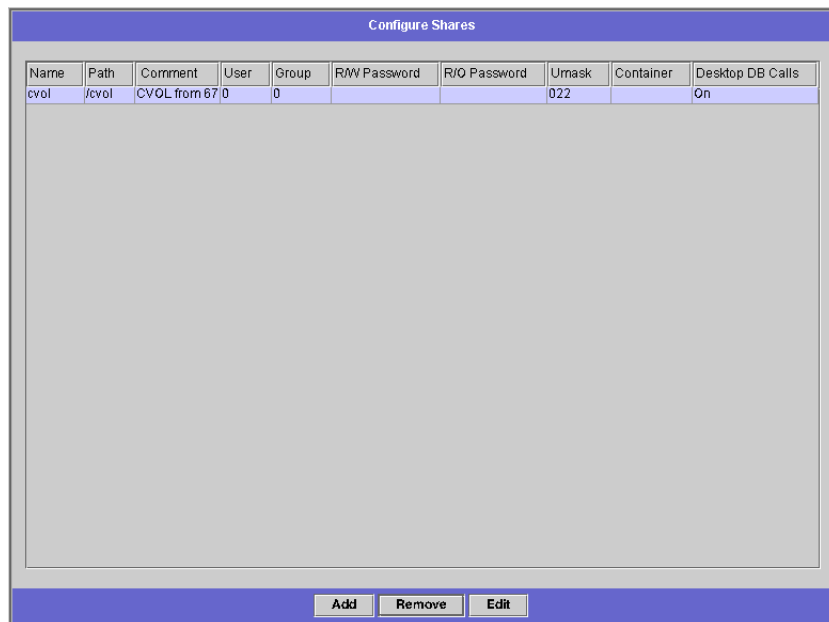 Configure Shares
Name Path Comment User Group R/W Password R/O Password Umask Container Desktop DB Calls
cvol /cvol CVOL from 67 0 0 022 On
Add Remove Edit